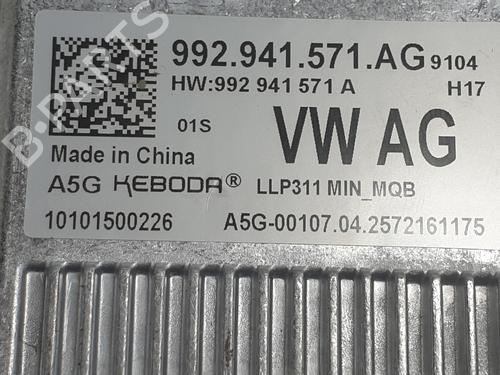 992.941.571.AG 9104
HW:992 941 571 A H17
01S VW AG
Made in China
A5G KEBODA® LLP311 MIN_MQB
10101500226 A5G-00107.04.2572161175
B-PARTS